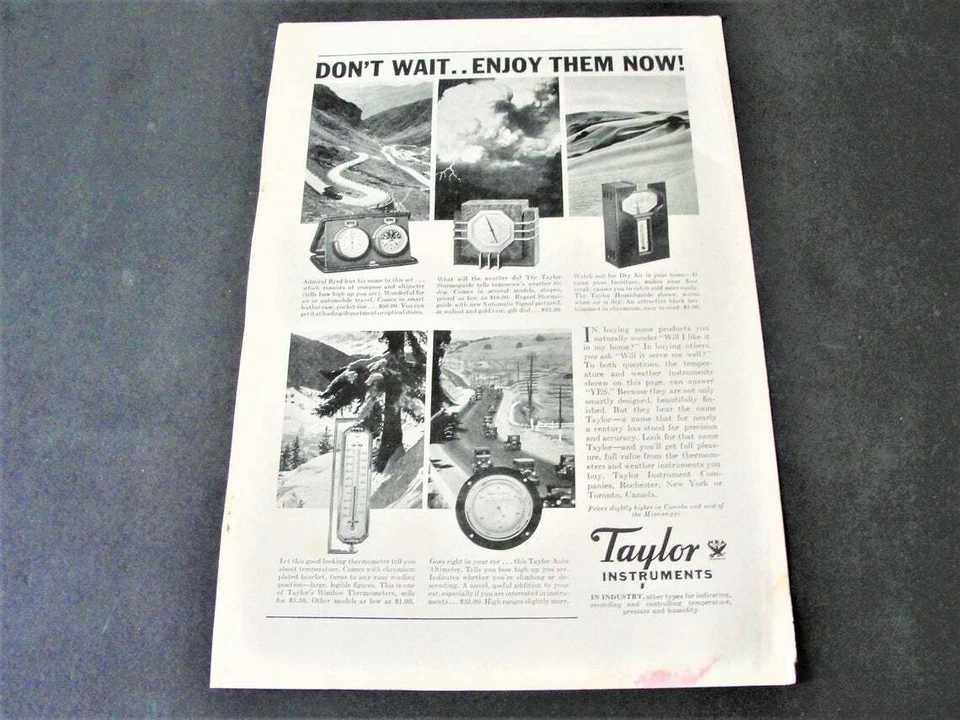 DON'T WAIT..ENJOY THEM NOW!
Admiral Byrd lent his name to this set...
which consists of compass and altimeter
(tells how high you are). Wonderful for
air or automobile travel. Comes in smart
leather case, pocket size... $50.00. You can
get it at leading department or optical stores.
What will the weather do? The Taylor
Stormoguide tells tomorrow's weather to-
day. Comes in several models, shapes,
priced as low as $10.00. Regent Stormo-
guide with new Automatic Signal pictured,
in walnut and gold case, gilt dial...
Watch out for Dry Air in your home—it
ruins your furniture, makes your floor
creak, causes you to catch cold more easily.
The Taylor Humidguide shown, warns
when air is dry. An attractive black box
trimmed in chromium, easy to read.
IN buying some products you
naturally wonder "Will I like it
in my home?" In buying others,
you ask "Will it serve me well?"
To both questions, the temper-
ature and weather instruments
shown on this page, can answer
"YES." Because they are not only
smartly designed, beautifully fin-
ished. But they bear the name
Taylor—a name that for nearly
a century has stood for precision
and accuracy. Look for that name
Taylor—and you'll get full pleas-
ure, full value from the thermom-
eters and weather instruments you
buy. Taylor Instrument Com-
panies, Rochester, New York or
Toronto, Canada.
Prices slightly higher in Canada and west of
the Mississippi
Let this good looking thermometer tell you
about temperature. Comes with chromium
plated bracket, turns to any easy reading
position—large, legible figures. This is one
of Taylor's Window Thermometers, sells
for Other models as low as $1.00.
Goes right in your car... this Taylor Auto
Altimeter. Tells you how high up you are.
Indicates whether you're climbing or de-
scending. A novel, useful addition to your
car, especially if you are interested in instru-
ments... High ranges slightly more.
Taylor
INSTRUMENTS
IN INDUSTRY, other types for indicating,
recording and controlling temperature,
pressure and humidity